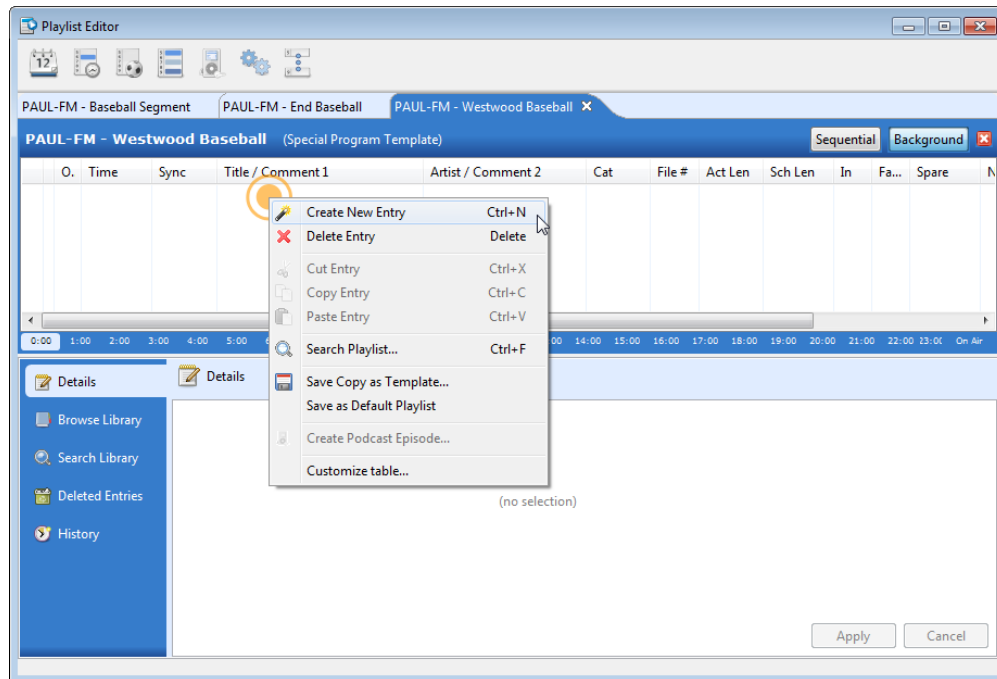 Playlist Editor
12
PAUL-FM - Baseball Segment PAUL-FM - End Baseball PAUL-FM - Westwood Baseball
PAUL-FM - Westwood Baseball (Special Program Template) Sequential Background
O. Time Sync Title / Comment 1 Artist / Comment 2 Cat File # Act Len Sch Len In Fa... Spare N
Create New Entry Ctrl+N
Delete Entry Delete
Cut Entry Ctrl+X
Copy Entry Ctrl+C
Paste Entry Ctrl+V
0:00 1:00 2:00 3:00 4:00 5:00 14:00 15:00 16:00 17:00 18:00 19:00 20:00 21:00 22:00 23:0( On Air
Search Playlist... Ctrl+F
Details Details
Save Copy as Template...
Save as Default Playlist
Browse Library
Create Podcast Episode...
Search Library
Customize table...
Deleted Entries
(no selection)
History
Apply Cancel